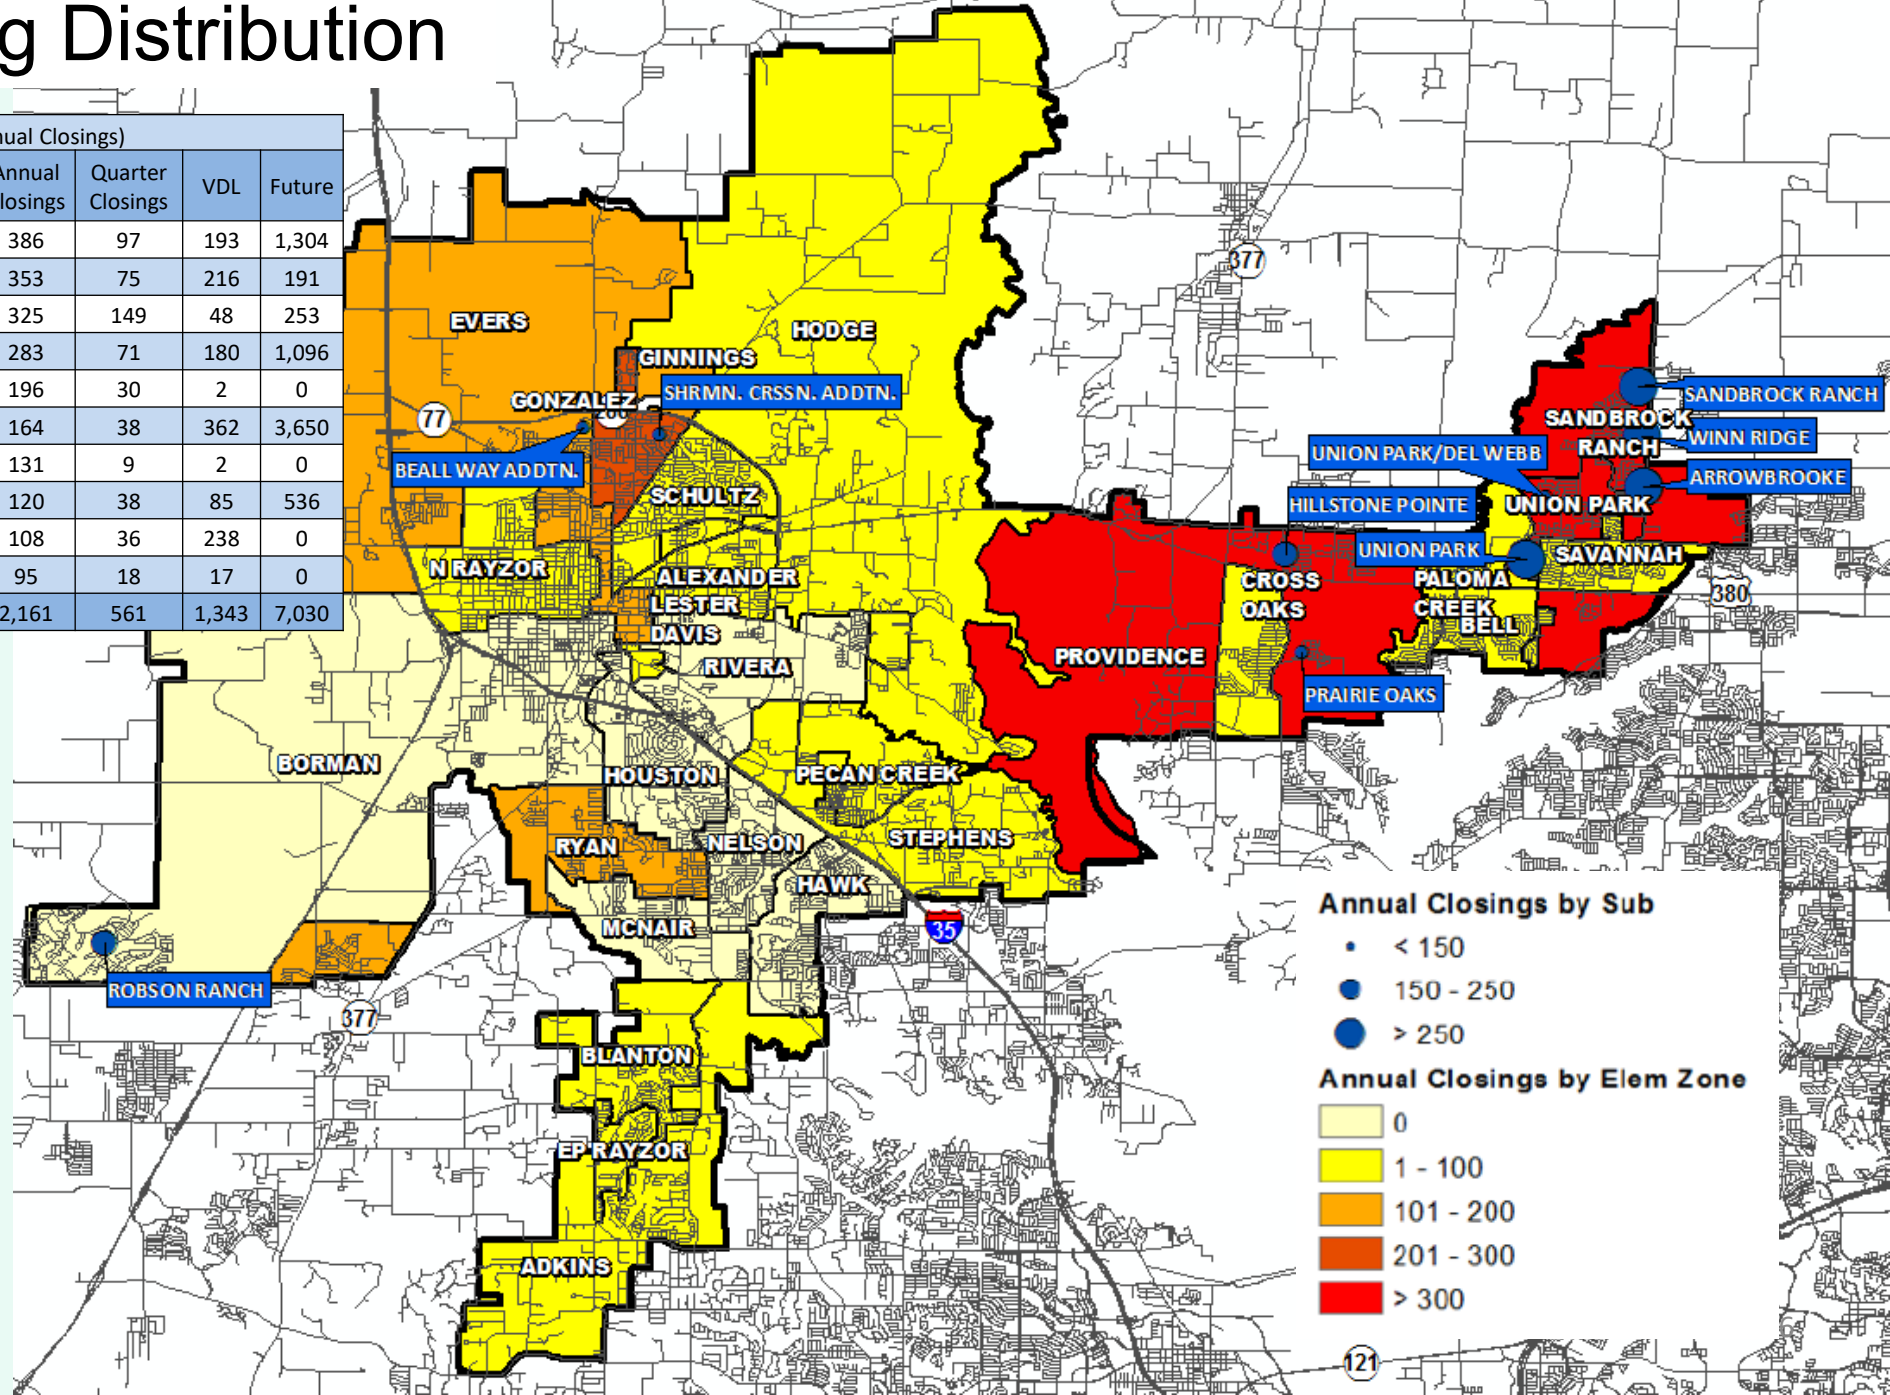 g Distribution
nual Closings)
Annual Closings Quarter Closings VDL Future
386 97 193 1,304
353 75 216 191
325 149 48 253
283 71 180 1,096
196 30 2 0
164 38 362 3,650
131 9 2 0
120 38 85 536
108 36 238 0
95 18 17 0
2,161 561 1,343 7,030
377
EVERS
HODGE
GINNINGS
SHRMN. CRSSN. ADDTN.
GONZALEZ
77
BEALL WAY ADDTN.
SCHULTZ
N RAYZOR
ALEXANDER
LESTER
DAVIS
RIVERA
SANDBROCK RANCH
SANDBROCK
RANCH
WINN RIDGE
UNION PARK/DEL WEBB
ARROWBROOKE
HILLSTONE POINTE
UNION PARK
UNION PARK
SAVANNAH
CROSS
OAKS
PALOMA
CREEK
BELL
380
PROVIDENCE
PRAIRIE OAKS
BORMAN
HOUSTON
PECAN CREEK
RYAN
NELSON
STEPHENS
HAWK
MCNAIR
35
ROBSON RANCH
377
BLANTON
EP RAYZOR
ADKINS
Annual Closings by Sub
< 150
150 - 250
> 250
Annual Closings by Elem Zone
0
1 - 100
101 - 200
201 - 300
> 300
121